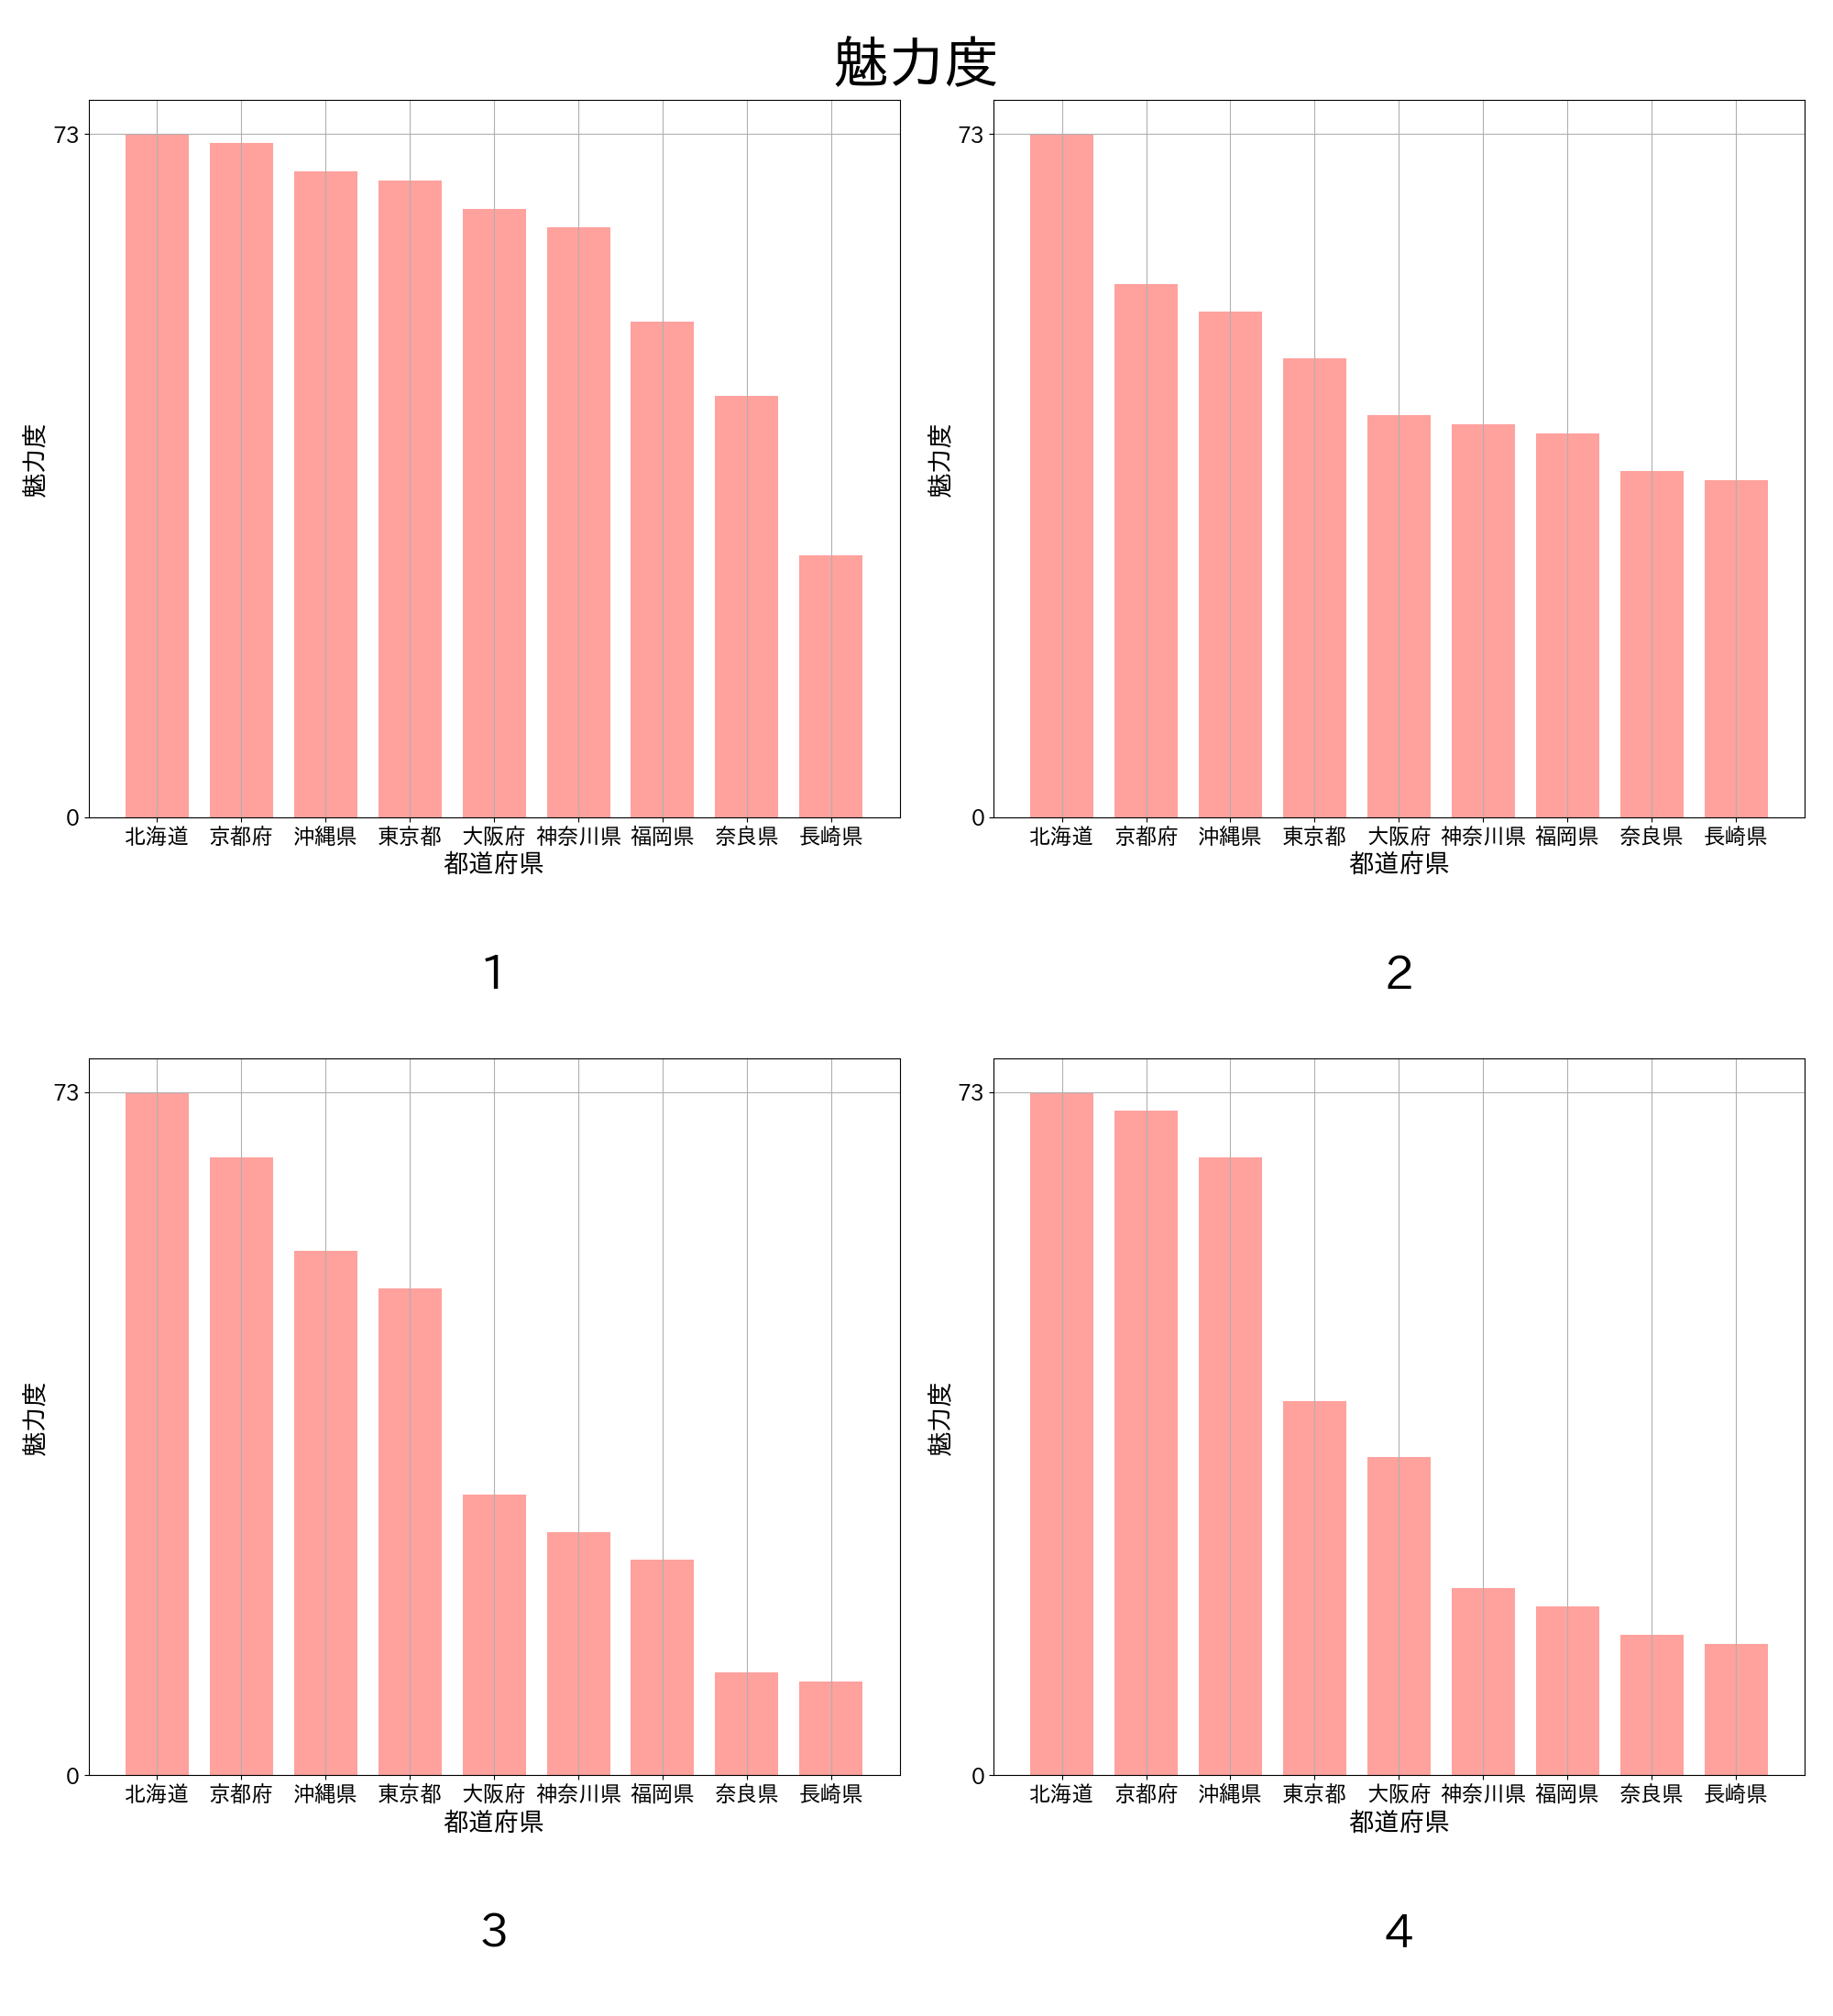 魅力度
73
0
魅力度
北海道 京都府 沖縄県 東京都 大阪府 神奈川県 福岡県 奈良県 長崎県
都道府県
1
73
0
魅力度
北海道 京都府 沖縄県 東京都 大阪府 神奈川県 福岡県 奈良県 長崎県
都道府県
2
73
0
魅力度
北海道 京都府 沖縄県 東京都 大阪府 神奈川県 福岡県 奈良県 長崎県
都道府県
3
73
0
魅力度
北海道 京都府 沖縄県 東京都 大阪府 神奈川県 福岡県 奈良県 長崎県
都道府県
4